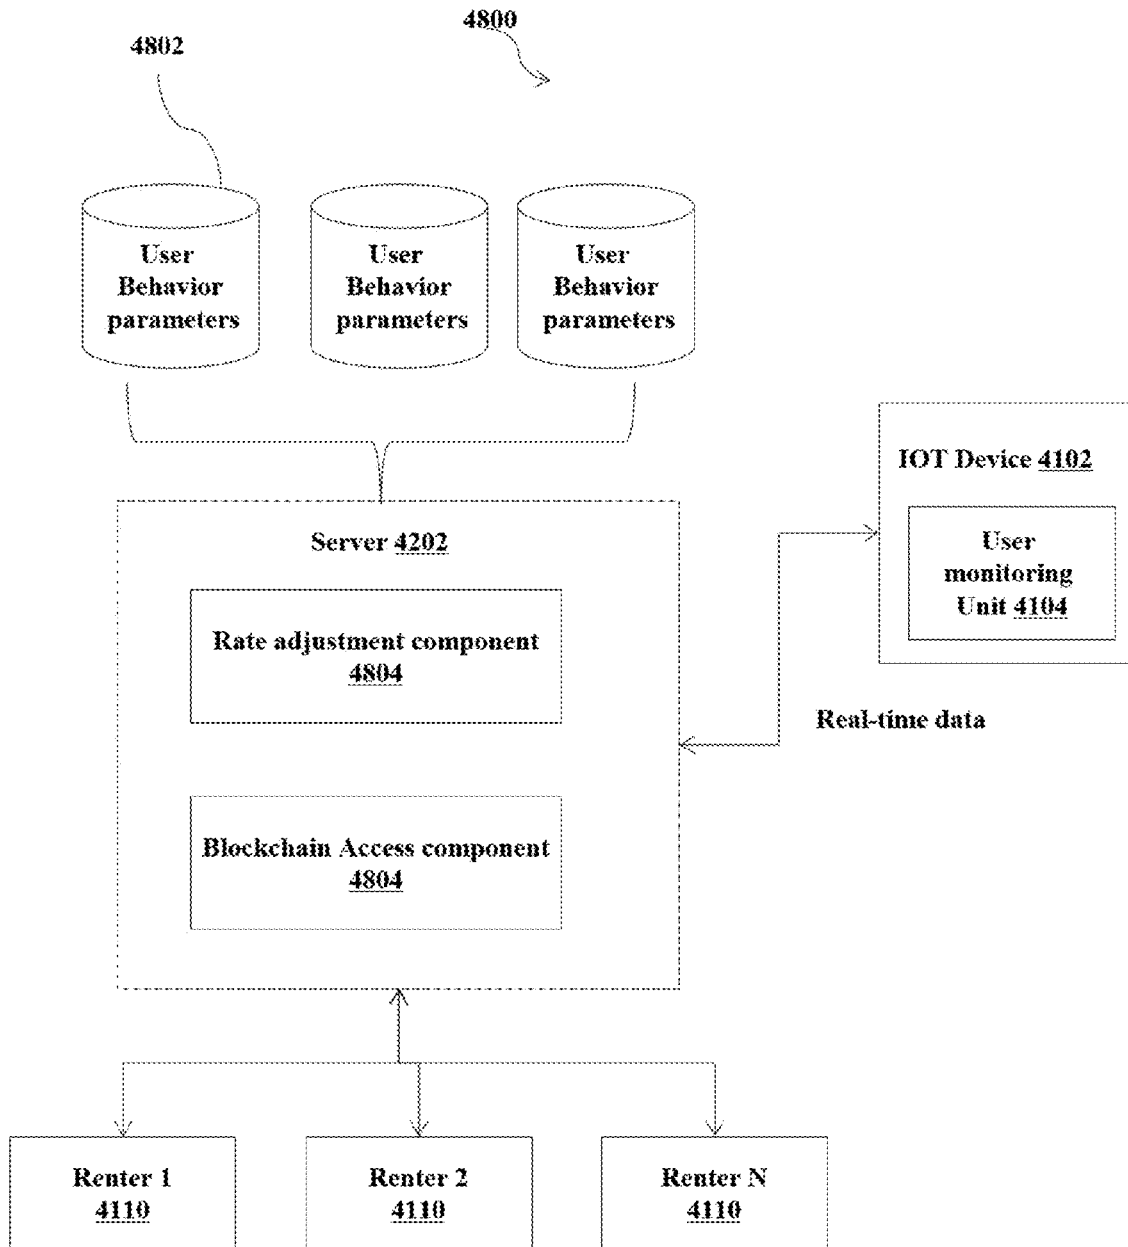 4800
4802
User
Behavior
parameters
User
Behavior
parameters
User
Behavior
parameters
IOT Device 4102
User
monitoring
Unit 4104
Server 4202
Rate adjustment component
4804
Real-time data
Blockchain Access component
4804
Renter 1
4110
Renter 2
4110
Renter N
4110